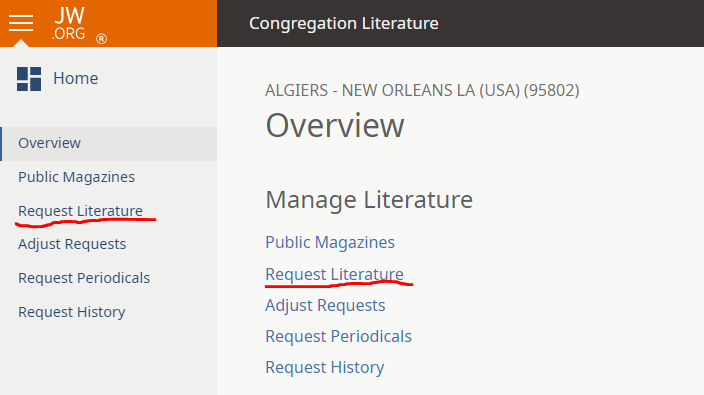 JW
.ORG ®
Congregation Literature
Home
Overview
Public Magazines
Request Literature
Adjust Requests
Request Periodicals
Request History
ALGIERS - NEW ORLEANS LA (USA) (95802)
Overview
Manage Literature
Public Magazines
Request Literature
Adjust Requests
Request Periodicals
Request History